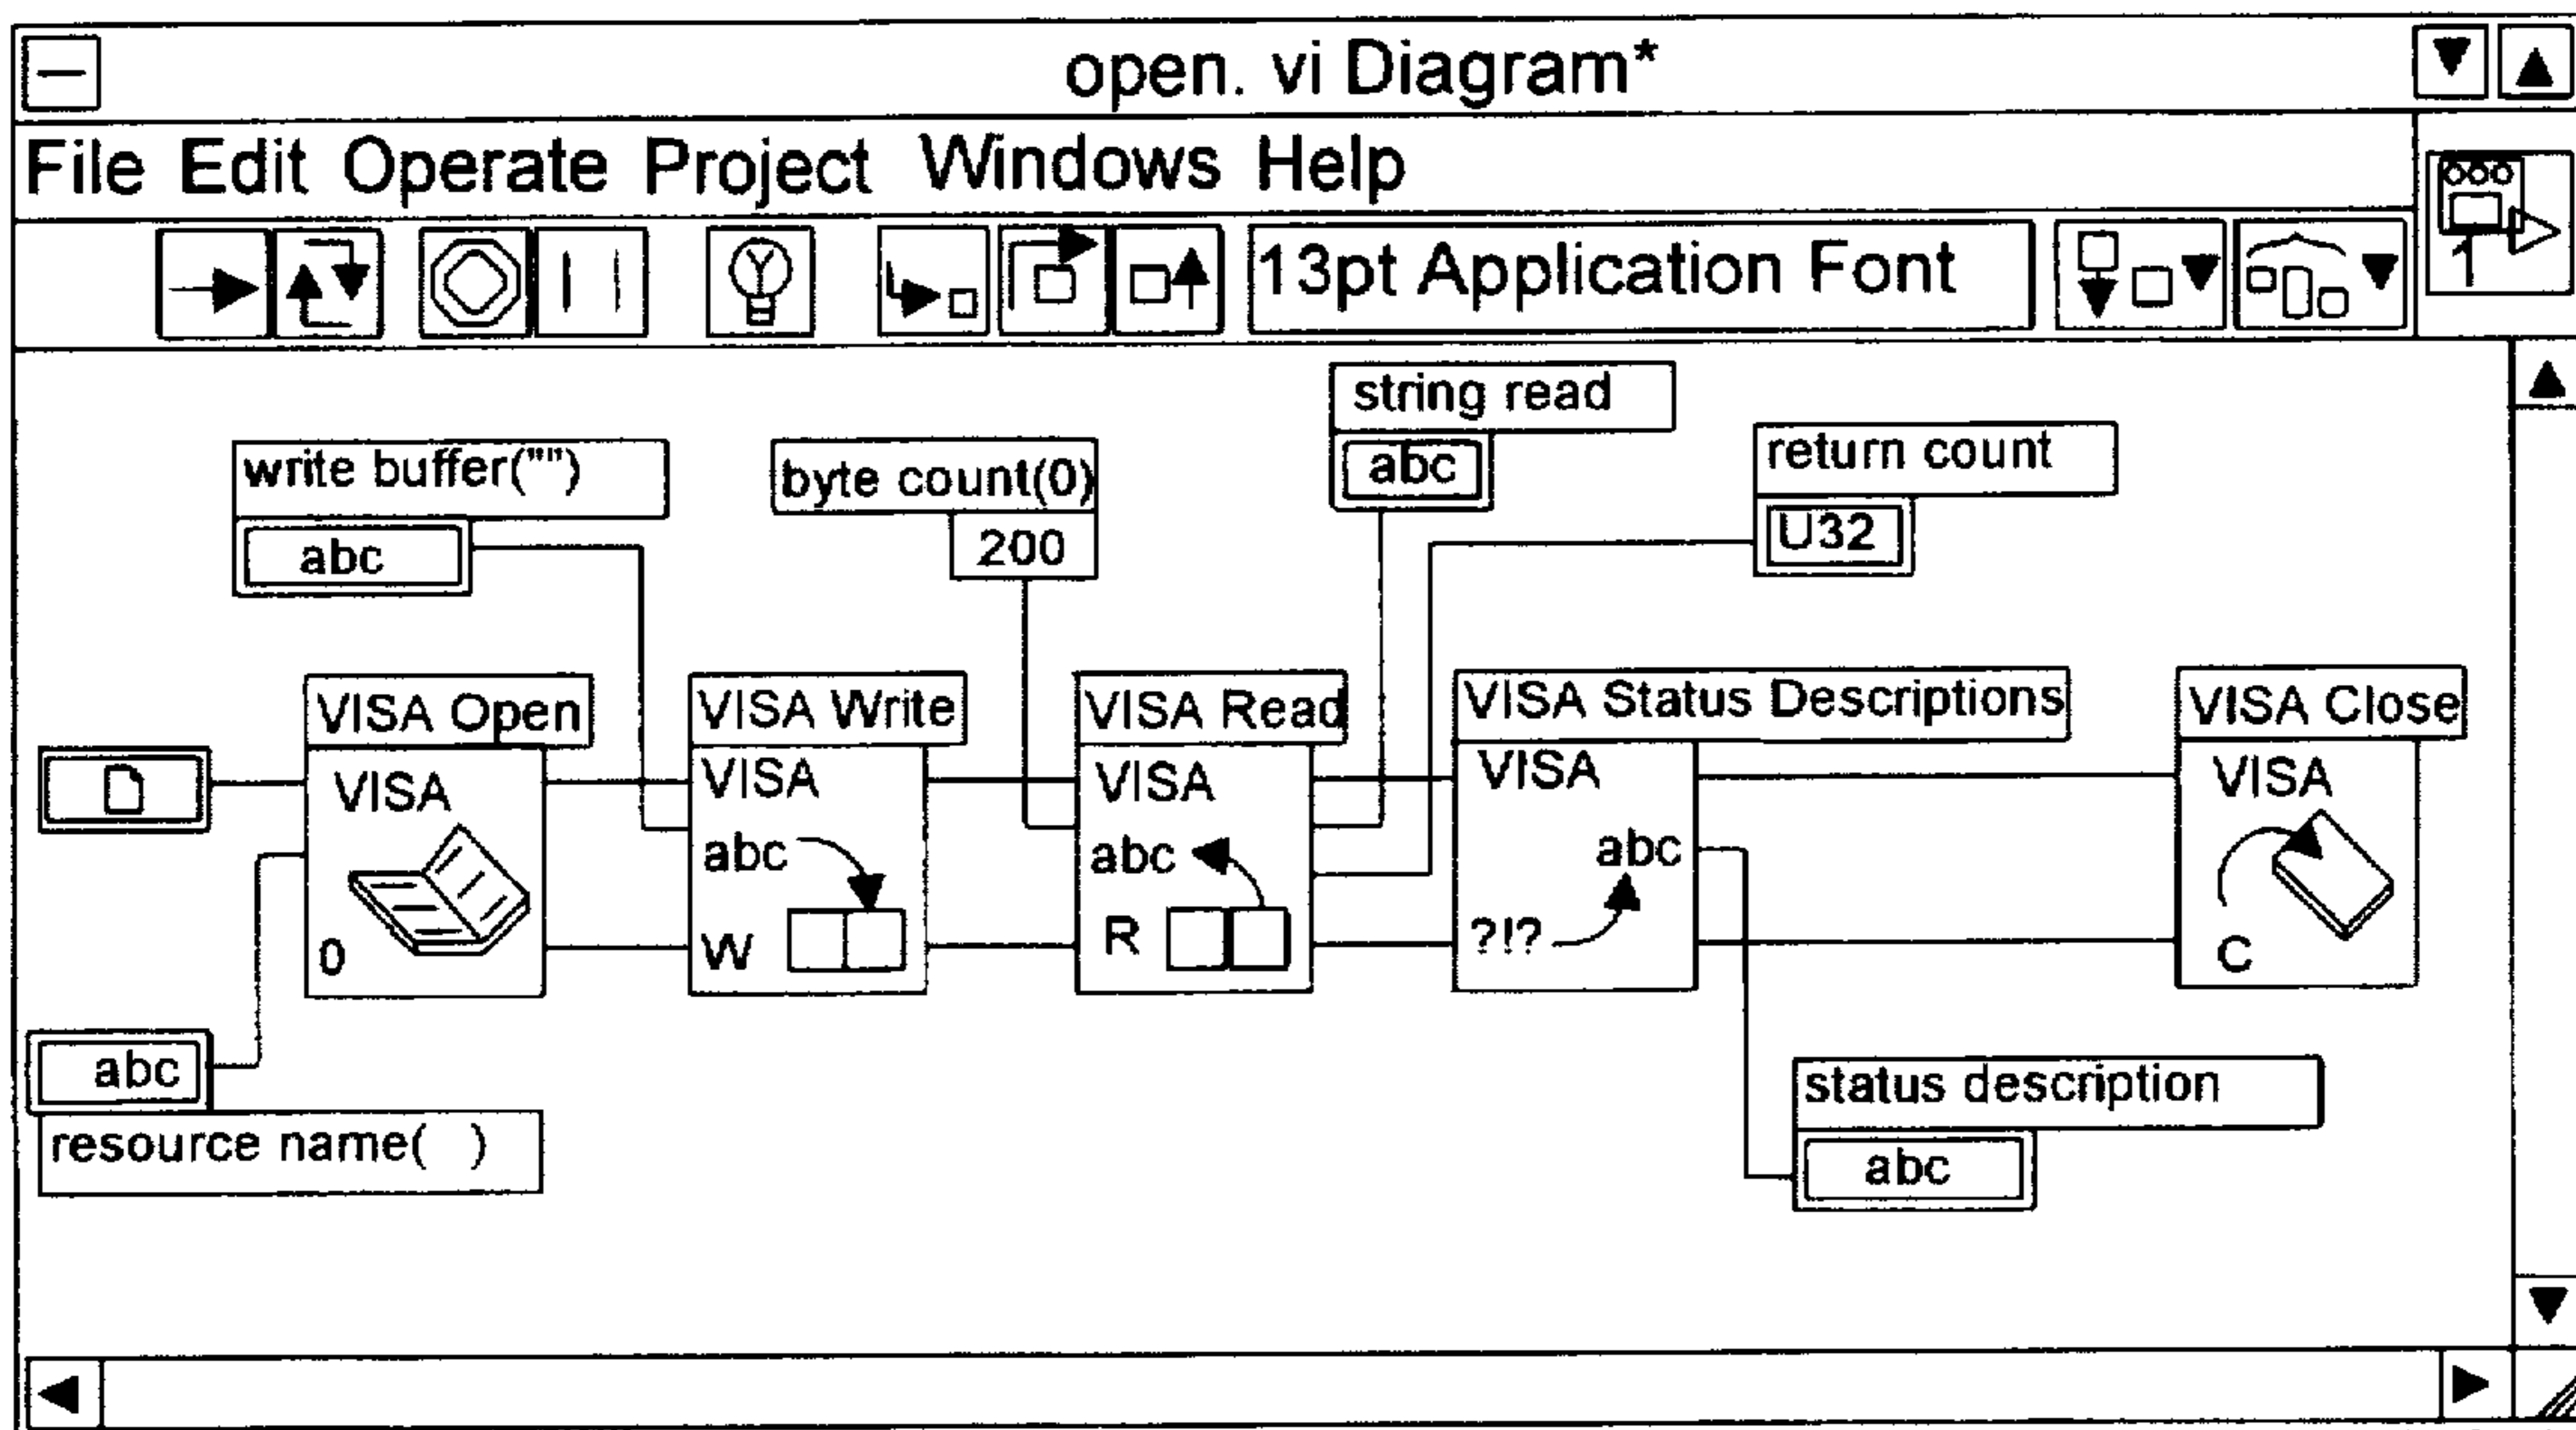 open. vi Diagram*
File Edit Operate Project Windows Help
13pt Application Font
1
string read
abc
return count
U32
write buffer("")
abc
byte count(0)
200
VISA Open
VISA
0
VISA Write
VISA
abc
W
VISA Read
VISA
abc
R
VISA Status Descriptions
VISA
abc
?!?
VISA Close
VISA
C
abc
resource name( )
status description
abc